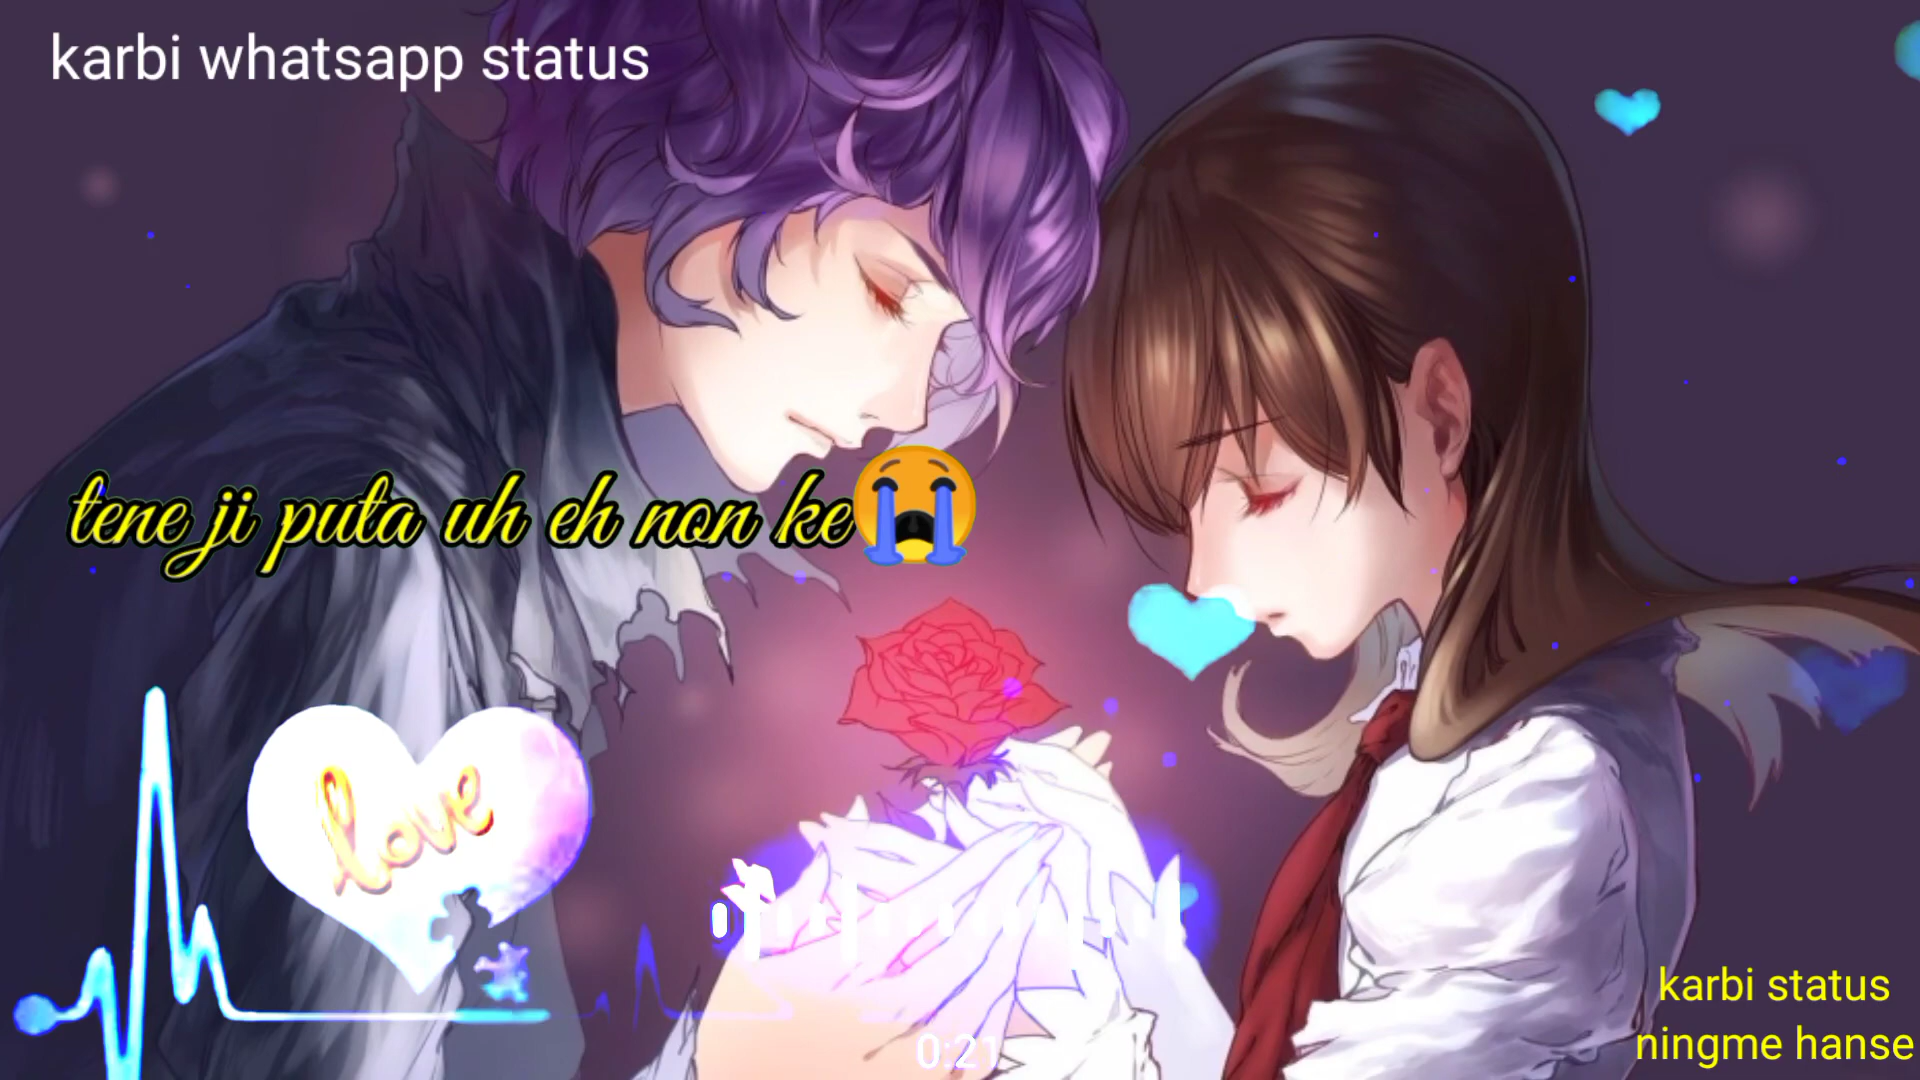 karbi whatsapp status
tene ji puta uh eh non ke😭
love
0:21
karbi status
ningme hanse